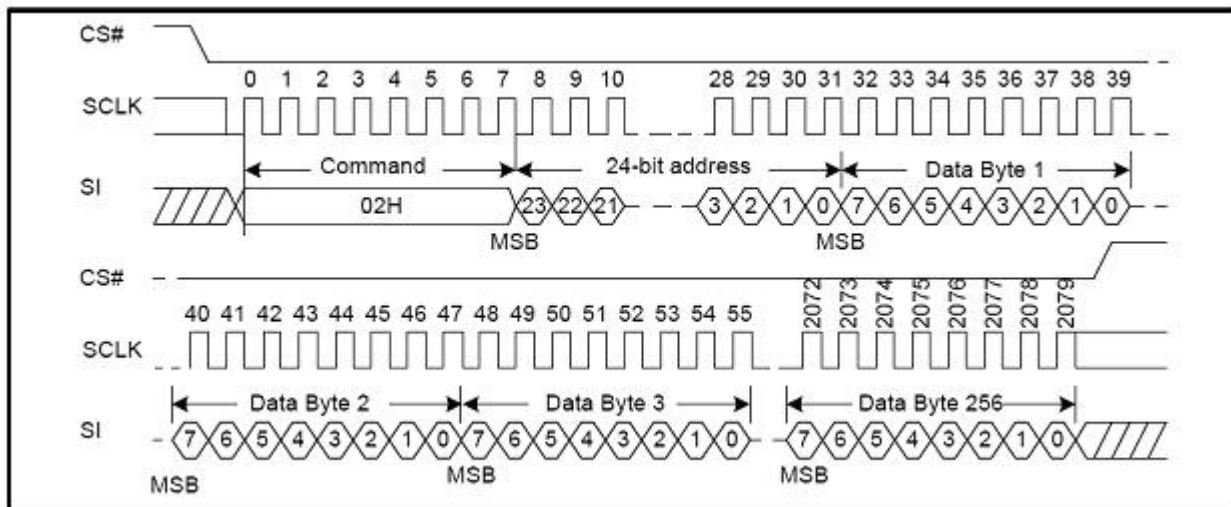 CS#
0 1 2 3 4 5 6 7 8 9 10 28 29 30 31 32 33 34 35 36 37 38 39
SCLK
Command 24-bit address Data Byte 1
SI 02H 23 22 21 3 2 1 0 7 6 5 4 3 2 1 0
MSB MSB
CS#
40 41 42 43 44 45 46 47 48 49 50 51 52 53 54 55 2072 2073 2074 2075 2076 2077 2078 2079
SCLK
Data Byte 2 Data Byte 3 Data Byte 256
SI 7 6 5 4 3 2 1 0 7 6 5 4 3 2 1 0 7 6 5 4 3 2 1 0
MSB MSB MSB